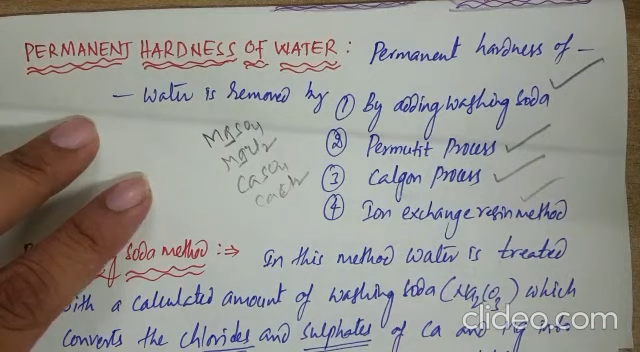 PERMANENT HARDNESS OF WATER: Permanent hardness of –
– Water is removed by ① By adding washing soda
② Permutit Process
③ Calgon Process
④ Ion exchange resin method
MgSO4
MgCl2
CaSO4
CaCl2
soda method :⇒ In this method water is treated
with a calculated amount of washing soda (Na2CO3) which
converts the chlorides and sulphates of Ca and Mg into
clideo.com